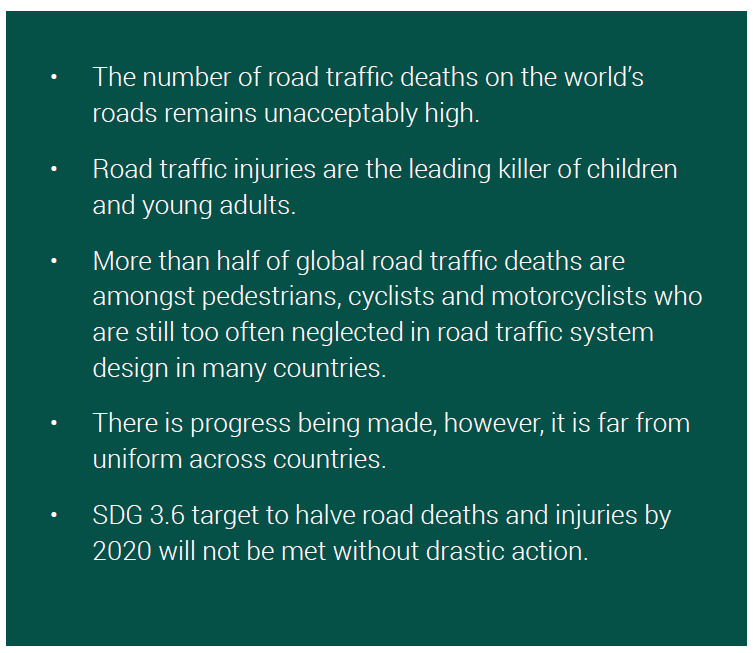 • The number of road traffic deaths on the world’s
roads remains unacceptably high.
• Road traffic injuries are the leading killer of children
and young adults.
• More than half of global road traffic deaths are
amongst pedestrians, cyclists and motorcyclists who
are still too often neglected in road traffic system
design in many countries.
• There is progress being made, however, it is far from
uniform across countries.
• SDG 3.6 target to halve road deaths and injuries by
2020 will not be met without drastic action.